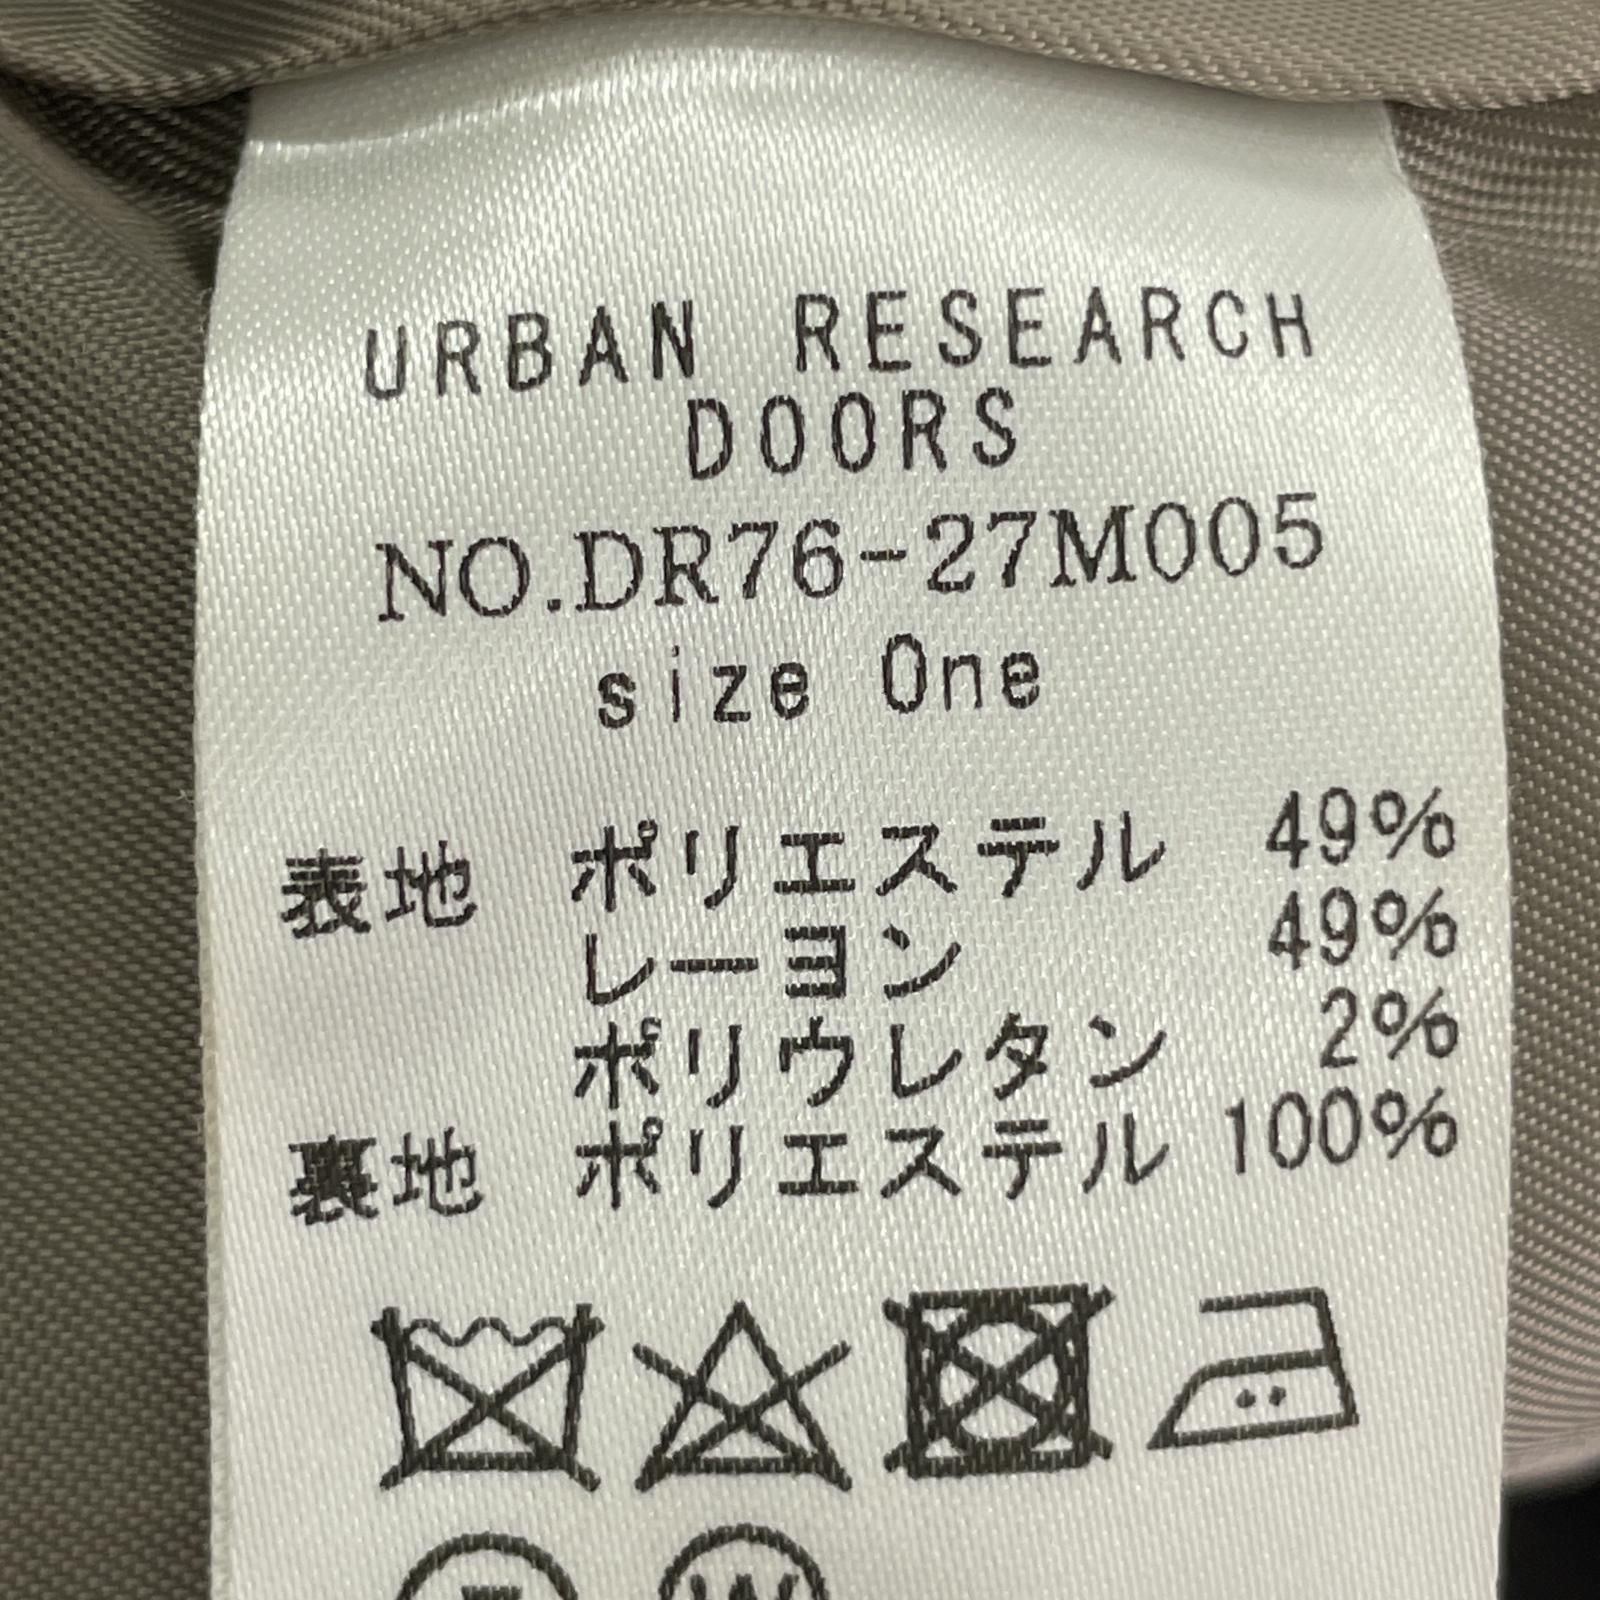 URBAN RESEARCH
DOORS
NO.DR76-27M005
size One
表地 ポリエステル 49%
レーヨン 49%
ポリウレタン 2%
裏地 ポリエステル 100%
W